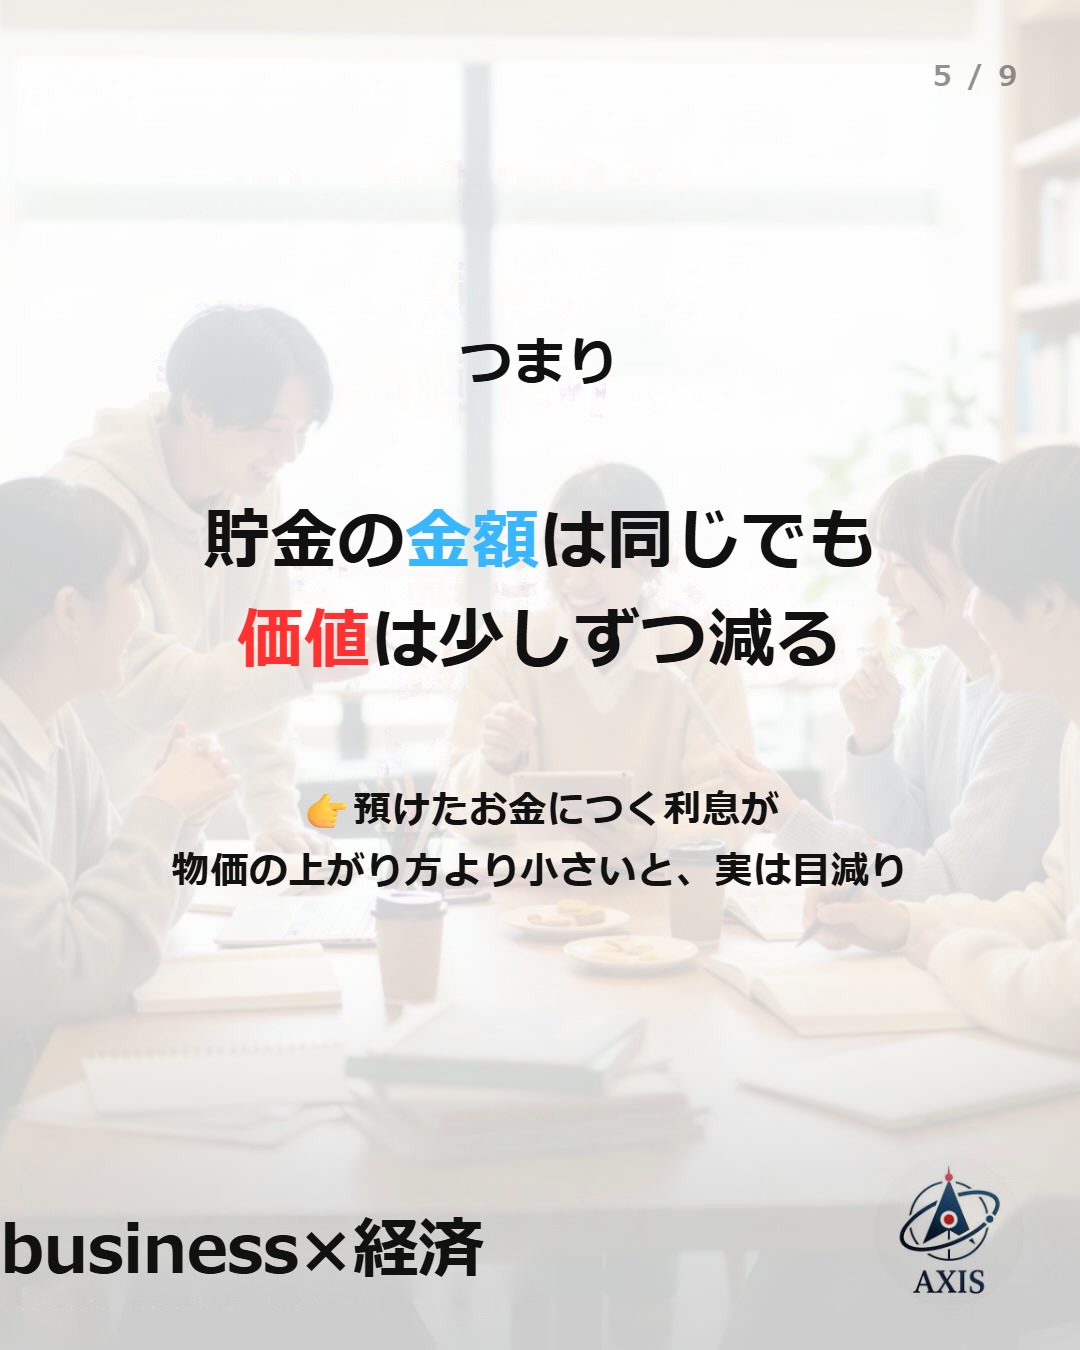 5 / 9
つまり
貯金の金額は同じでも
価値は少しずつ減る
👉預けたお金につく利息が
物価の上がり方より小さいと、実は目減り
business×経済
AXIS